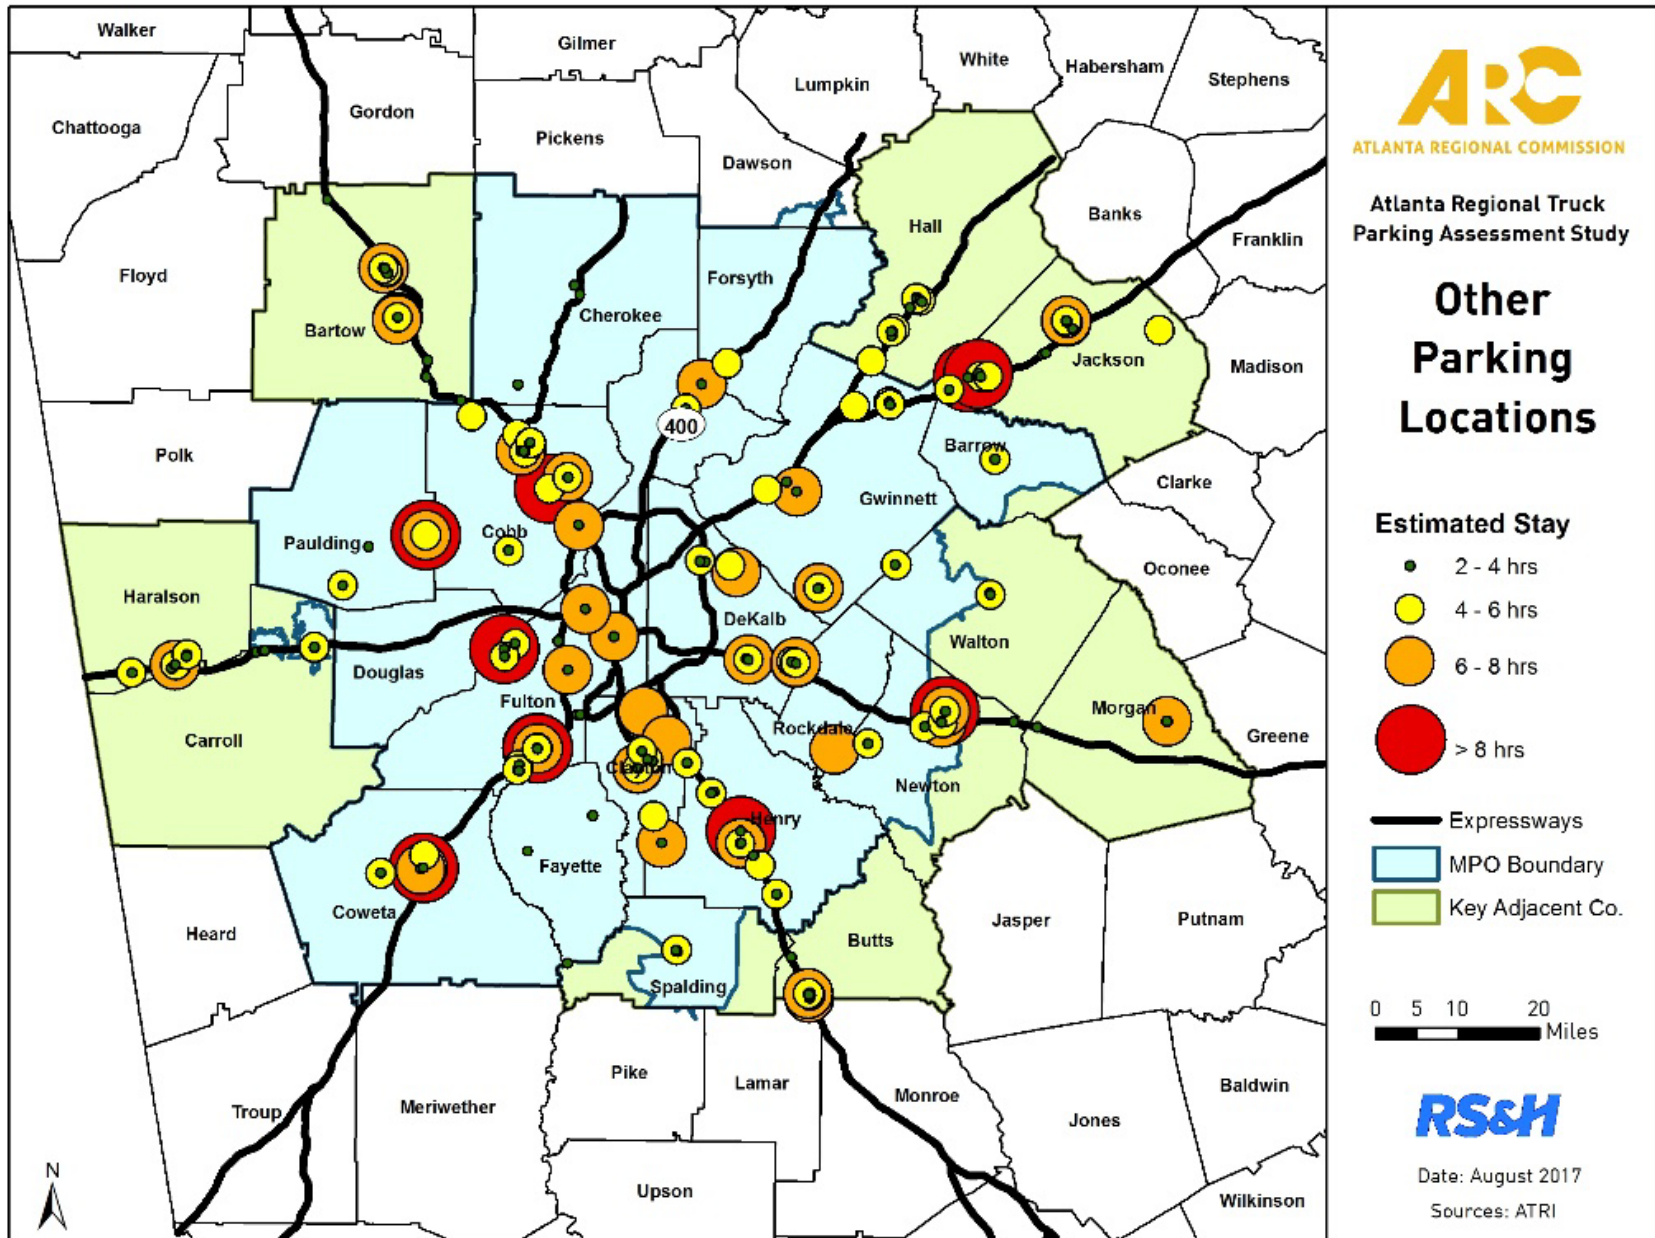 Walker
Gilmer
White
Habersham
Stephens
Lumpkin
Gordon
Chattooga
Pickens
Dawson
Banks
Hall
Franklin
Floyd
Forsyth
Cherokee
Bartow
Jackson
Madison
400
Barrow
Polk
Clarke
Gwinnett
Cobb
Paulding
Oconee
Haralson
DeKalb
Walton
Douglas
Fulton
Morgan
Rockdale
Greene
Carroll
Clayton
Newton
Henry
Fayette
Coweta
Jasper
Putnam
Heard
Butts
Spalding
Pike
Lamar
Baldwin
Monroe
Meriwether
Troup
Jones
Upson
Wilkinson
N
ARC
ATLANTA REGIONAL COMMISSION
Atlanta Regional Truck
Parking Assessment Study
Other
Parking
Locations
Estimated Stay
2 - 4 hrs
4 - 6 hrs
6 - 8 hrs
> 8 hrs
Expressways
MPO Boundary
Key Adjacent Co.
0 5 10 20
Miles
RS&H
Date: August 2017
Sources: ATRI